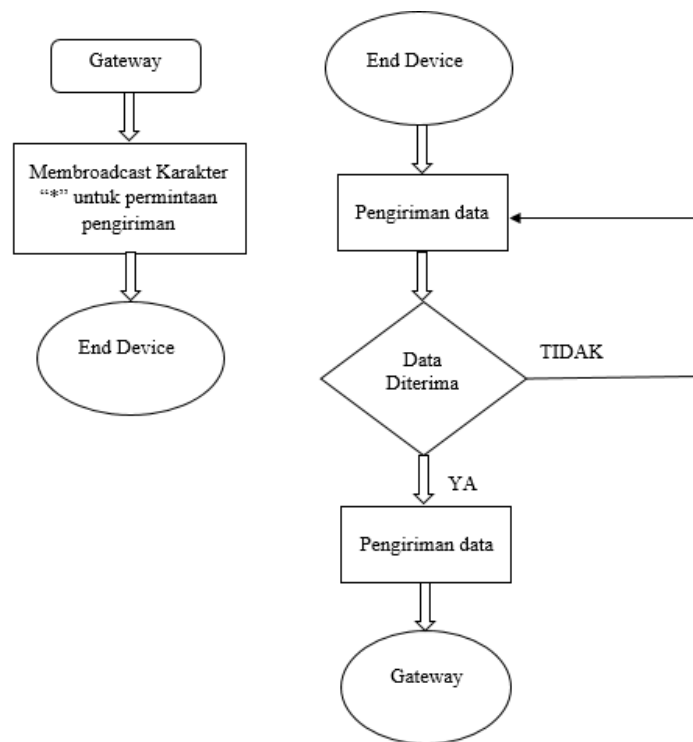 Gateway
Membroadcast Karakter
“*” untuk permintaan
pengiriman
End Device
End Device
Pengiriman data
Data
Diterima
TIDAK
YA
Pengiriman data
Gateway